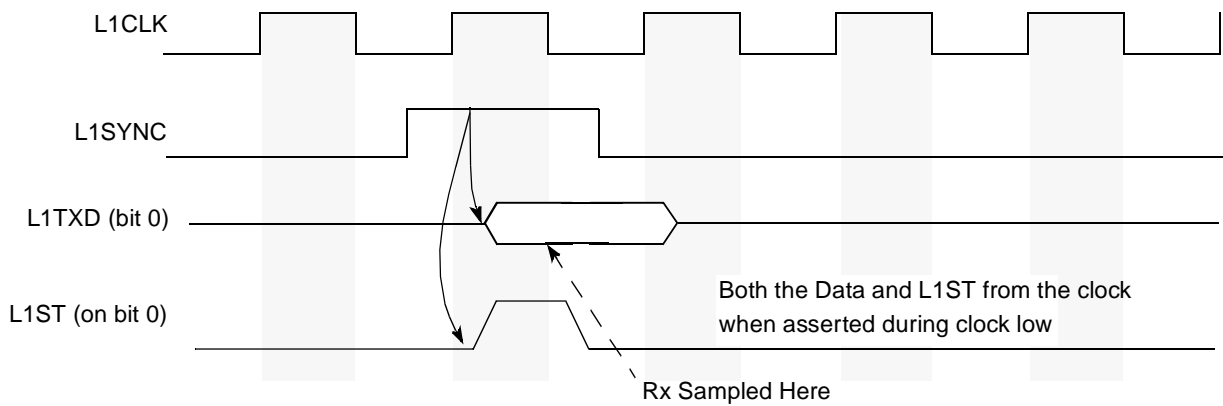 L1CLK
L1SYNC
L1TXD (bit 0)
L1ST (on bit 0)
Both the Data and L1ST from the clock
when asserted during clock low
Rx Sampled Here